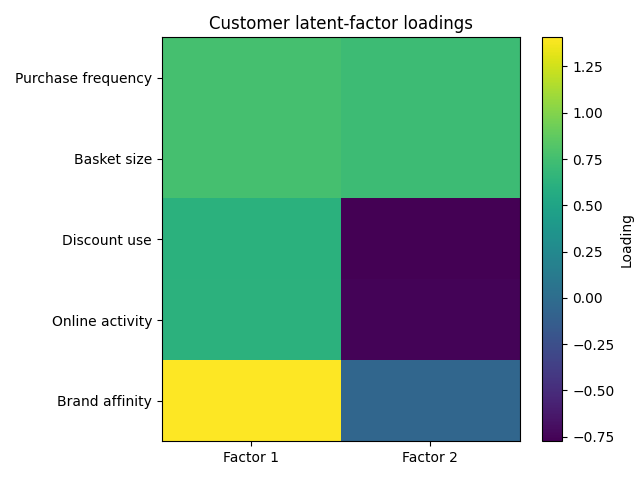 Customer latent-factor loadings
Purchase frequency
Basket size
Discount use
Online activity
Brand affinity
Factor 1
Factor 2
1.25
1.00
0.75
0.50
0.25
0.00
−0.25
−0.50
−0.75
Loading